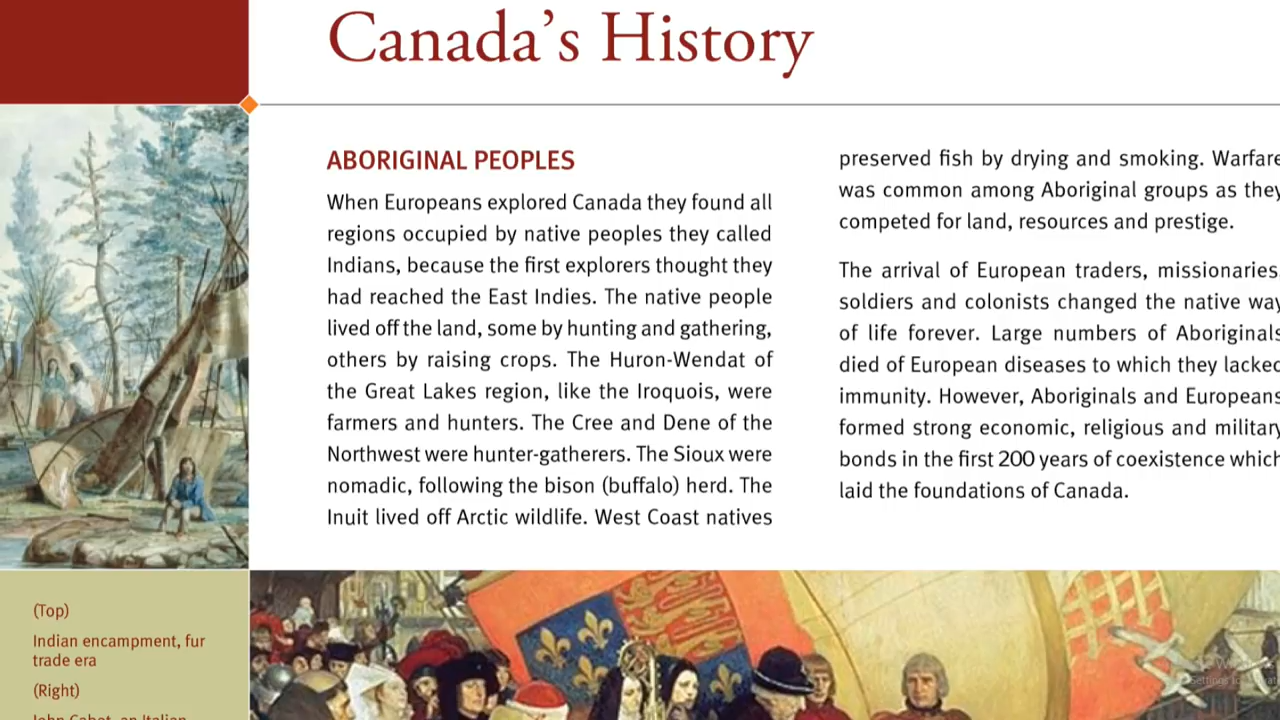 Canada's History
ABORIGINAL PEOPLES
When Europeans explored Canada they found all
regions occupied by native peoples they called
Indians, because the first explorers thought they
had reached the East Indies. The native people
lived off the land, some by hunting and gathering,
others by raising crops. The Huron-Wendat of
the Great Lakes region, like the Iroquois, were
farmers and hunters. The Cree and Dene of the
Northwest were hunter-gatherers. The Sioux were
nomadic, following the bison (buffalo) herd. The
Inuit lived off Arctic wildlife. West Coast natives
preserved fish by drying and smoking. Warfare
was common among Aboriginal groups as they
competed for land, resources and prestige.
The arrival of European traders, missionaries,
soldiers and colonists changed the native way
of life forever. Large numbers of Aboriginals
died of European diseases to which they lacked
immunity. However, Aboriginals and Europeans
formed strong economic, religious and military
bonds in the first 200 years of coexistence which
laid the foundations of Canada.
(Top)
Indian encampment, fur
trade era
(Right)
John Cabot, an Italian